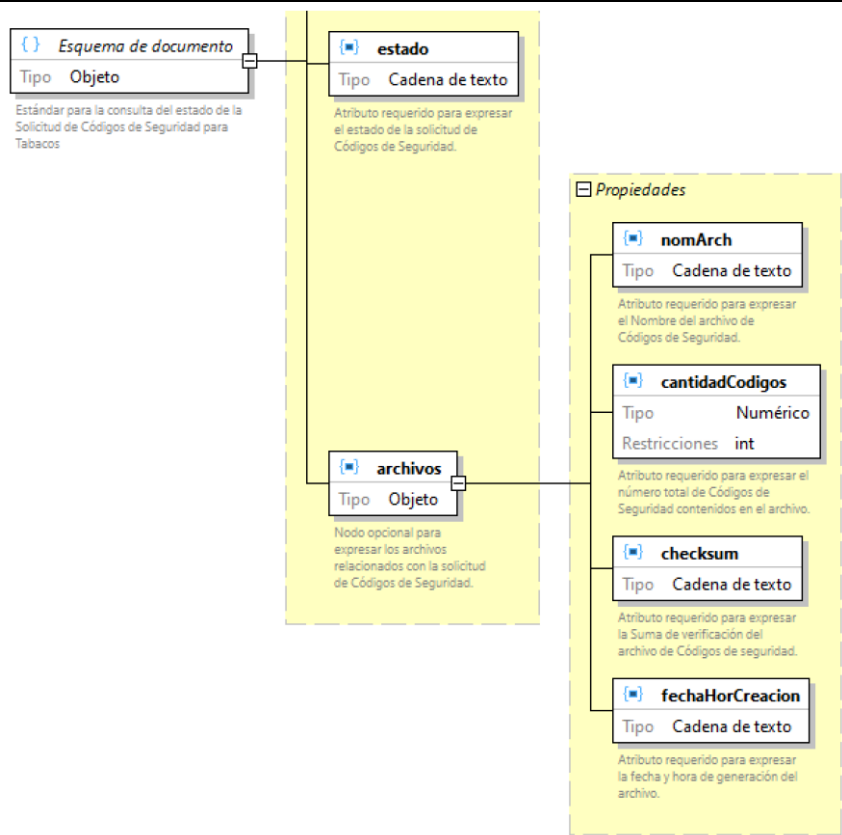 Esquema de documento
Tipo Objeto
Estándar para la consulta del estado de la
Solicitud de Códigos de Seguridad para
Tabacos
estado
Tipo Cadena de texto
Atributo requerido para expresar
el estado de la solicitud de
Códigos de Seguridad.
archivos
Tipo Objeto
Nodo opcional para
expresar los archivos
relacionados con la solicitud
de Códigos de Seguridad.
Propiedades
nomArch
Tipo Cadena de texto
Atributo requerido para expresar
el Nombre del archivo de
Códigos de Seguridad.
cantidadCodigos
Tipo Numérico
Restricciones int
Atributo requerido para expresar el
número total de Códigos de
Seguridad contenidos en el archivo.
checksum
Tipo Cadena de texto
Atributo requerido para expresar
la Suma de verificación del
archivo de Códigos de seguridad.
fechaHorCreacion
Tipo Cadena de texto
Atributo requerido para expresar
la fecha y hora de generación del
archivo.